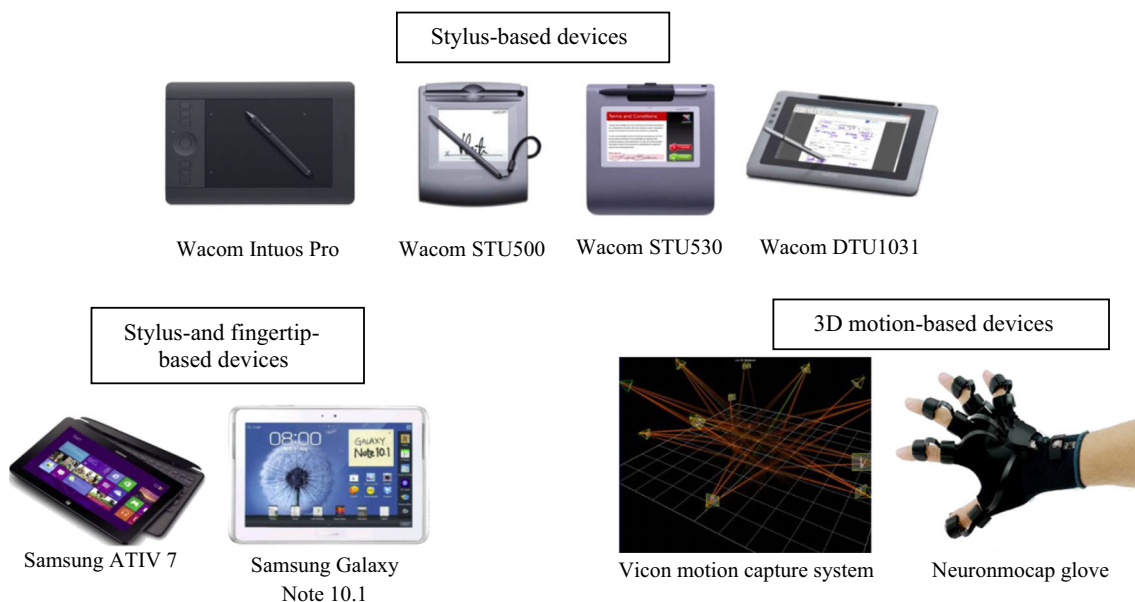 Stylus-based devices
Terms and Conditions
Wacom Intuos Pro
Wacom STU500
Wacom STU530
Wacom DTU1031
Stylus-and fingertip-
based devices
3D motion-based devices
08:00
GALAXY
Note 10.1
Samsung ATIV 7
Samsung Galaxy
Note 10.1
Vicon motion capture system
Neuronmocap glove